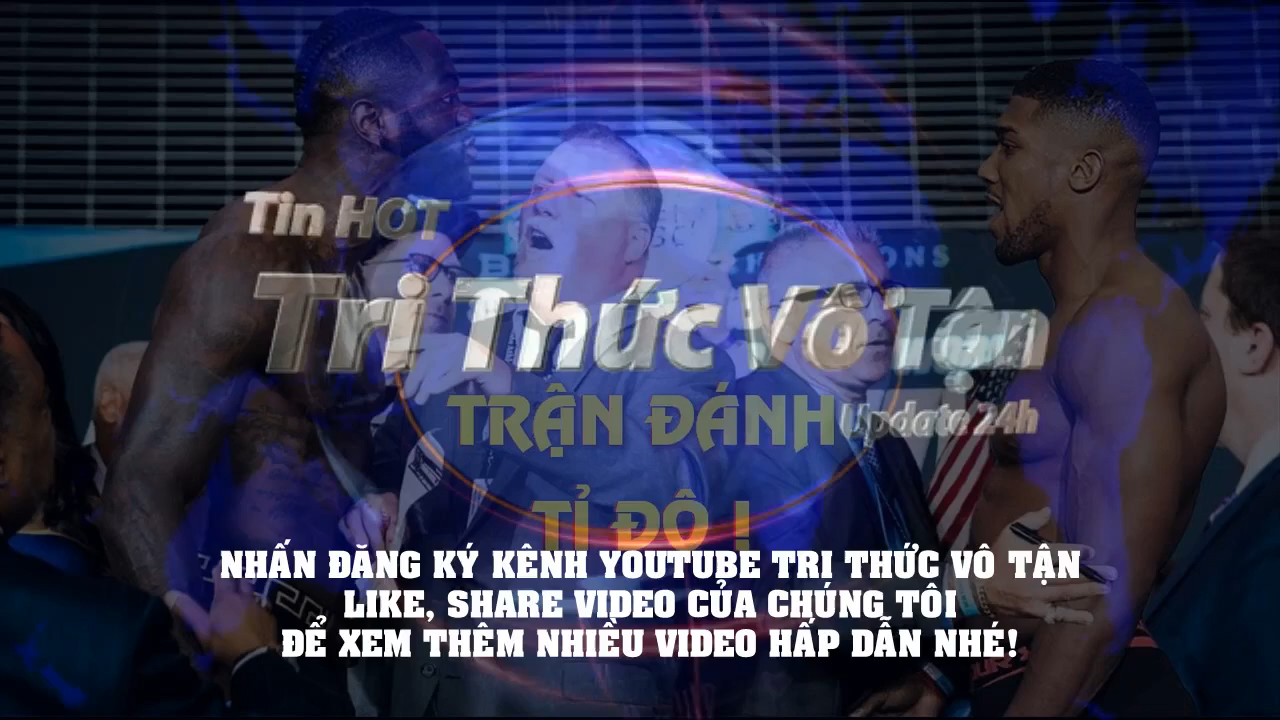 Tin HOT
Tri Thức Vô Tận
TRẬN ĐÁNH
Update 24h
TỈ ĐÔ !
NHẤN ĐĂNG KÝ KÊNH YOUTUBE TRI THỨC VÔ TẬN
LIKE, SHARE VIDEO CỦA CHÚNG TÔI
ĐỂ XEM THÊM NHIỀU VIDEO HẤP DẪN NHÉ!